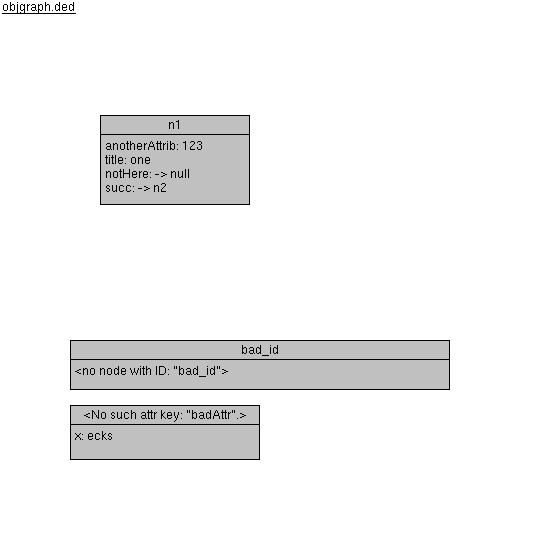 objgraph.ded
n1
anotherAttrib: 123
title: one
notHere: -> null
succ: -> n2
bad_id
<no node with ID: "bad_id">
<No such attr key: "badAttr".>
x: ecks